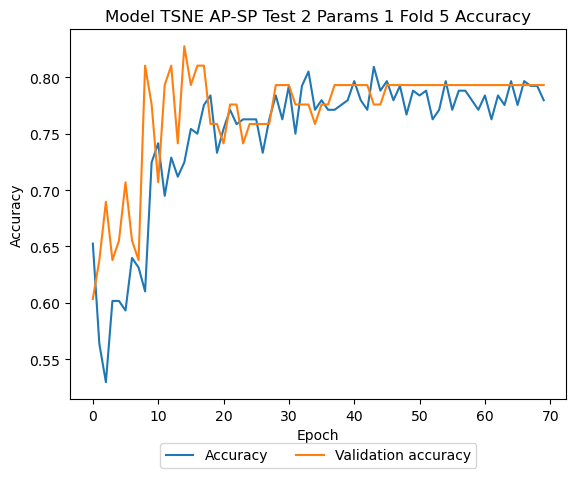 Model TSNE AP-SP Test 2 Params 1 Fold 5 Accuracy
Accuracy
0.80
0.75
0.70
0.65
0.60
0.55
0 10 20 30 40 50 60 70
Epoch
Accuracy Validation accuracy